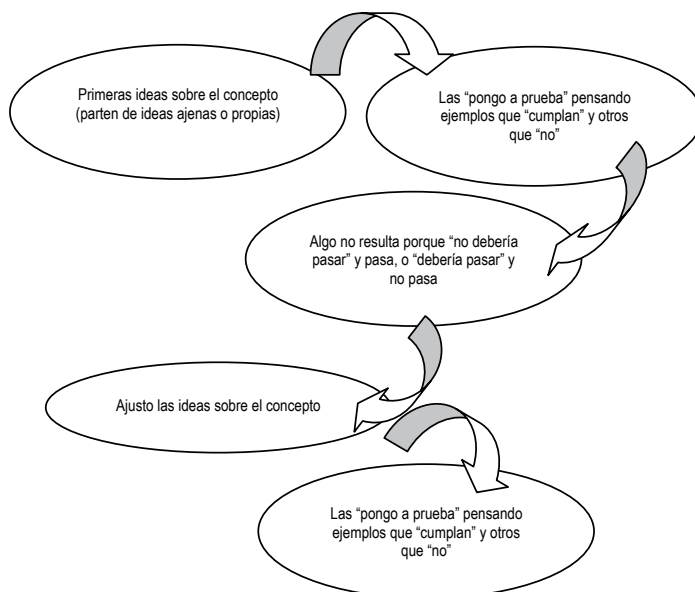 Primeras ideas sobre el concepto
(parten de ideas ajenas o propias)
Las “pongo a prueba” pensando
ejemplos que “cumplan” y otros
que “no”
Algo no resulta porque “no debería
pasar” y pasa, o “debería pasar” y
no pasa
Ajusto las ideas sobre el concepto
Las “pongo a prueba” pensando
ejemplos que “cumplan” y otros
que “no”